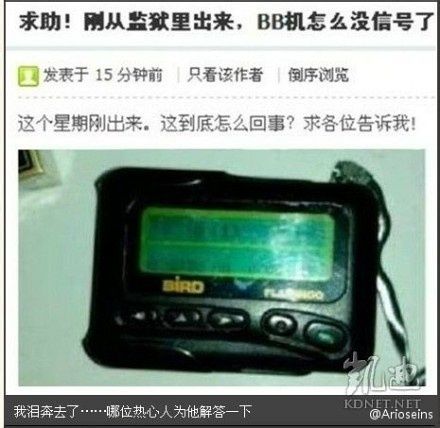 求助！刚从监狱里出来，BB机怎么没信号了
发表于 15 分钟前 | 只看该作者 | 倒序浏览
这个星期刚出来。这到底怎么回事？求各位告诉我！
BiRD
FLAMINGO
凯迪
KDNET.NET
我泪奔去了……哪位热心人为他解答一下
@Arioseins